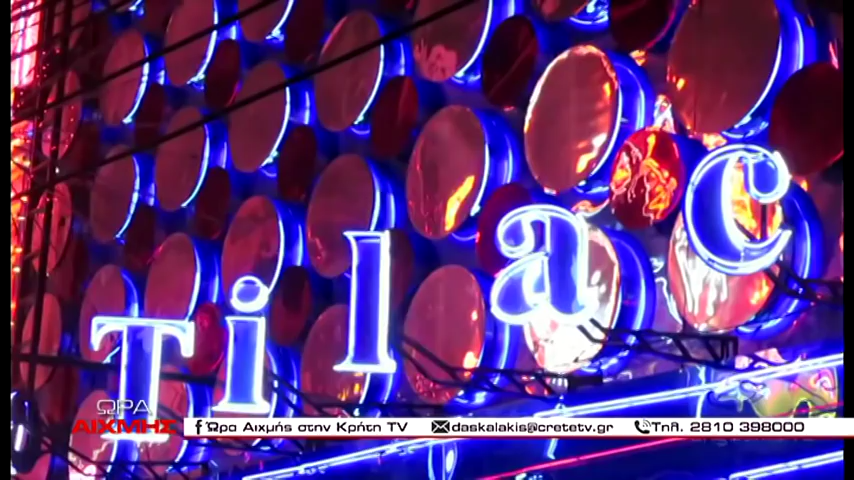 Tilac
ΩΡΑ
ΑΙΧΜΗΣ
Ώρα Αιχμής στην Κρήτη TV daskalakis@cretetv.gr Τηλ. 2810 398000